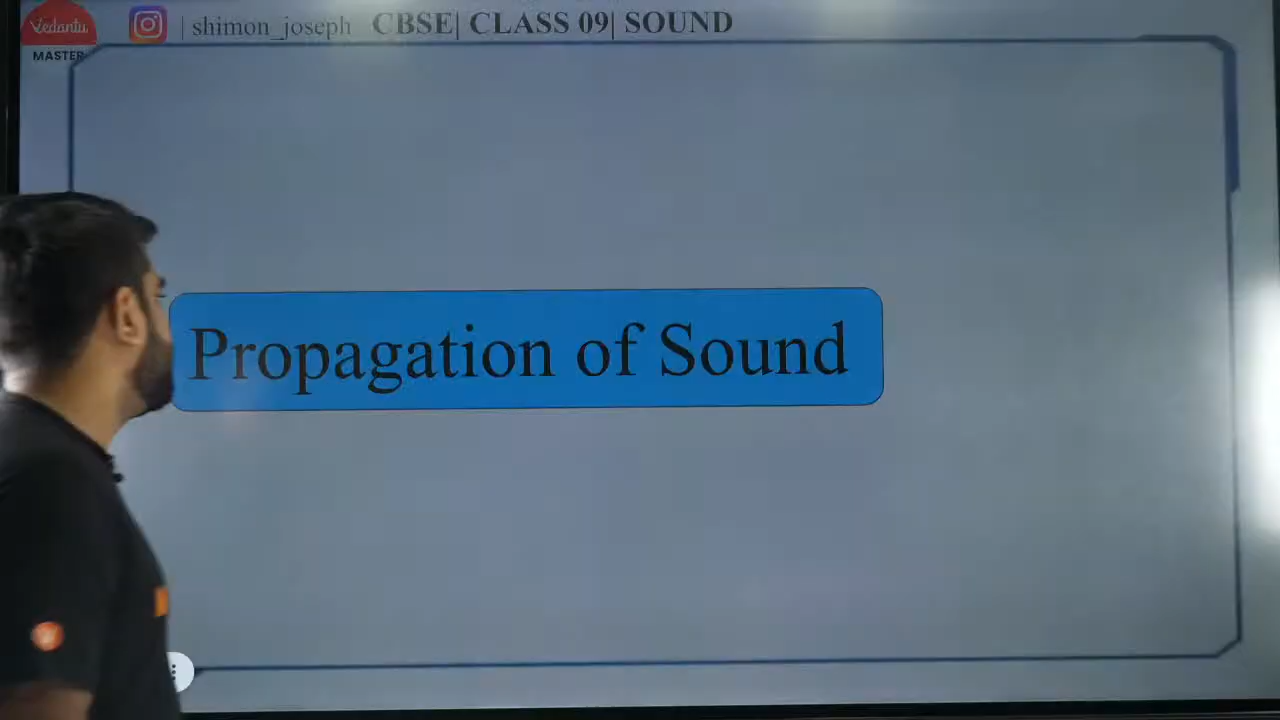 Vedantu
MASTER
| shimon_joseph CBSE| CLASS 09| SOUND
Propagation of Sound